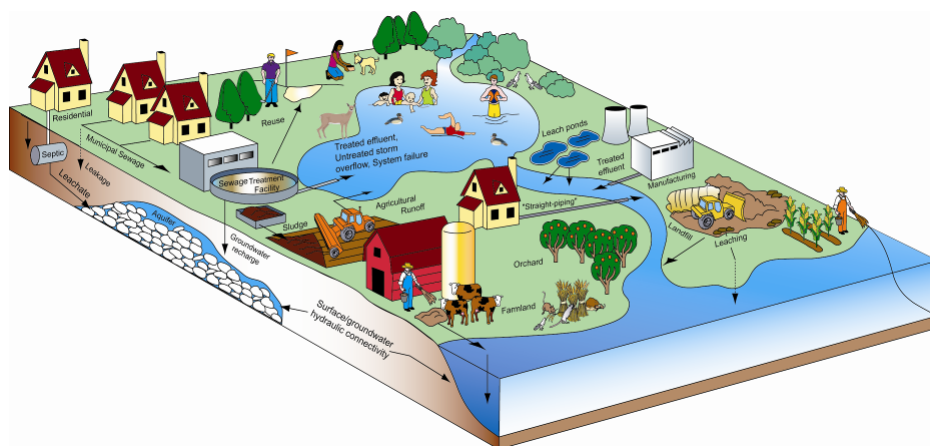 Residential
Septic
Leachate
Leakage
Municipal Sewage
Reuse
Sewage Treatment
Facility
Sludge
Aquifer
Groundwater
recharge
Surface/groundwater
hydraulic connectivity
Treated effluent,
Untreated storm
overflow, System failure
Agricultural
Runoff
"Straight-piping"
Orchard
Farmland
Leach ponds
Treated
effluent
Manufacturing
Landfill
Leaching